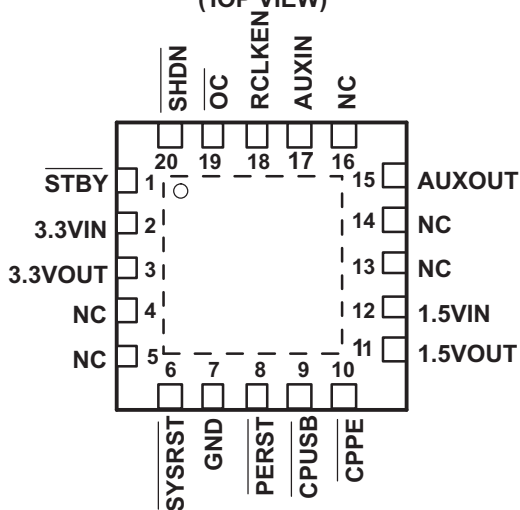 (TOP VIEW)
SHDN
OC
RCLKEN
AUXIN
NC
20 19 18 17 16
STBY 1
3.3VIN 2
3.3VOUT 3
NC 4
NC 5
15 AUXOUT
14 NC
13 NC
12 1.5VIN
11 1.5VOUT
6 7 8 9 10
SYSRST
GND
PERST
CPUSB
CPPE